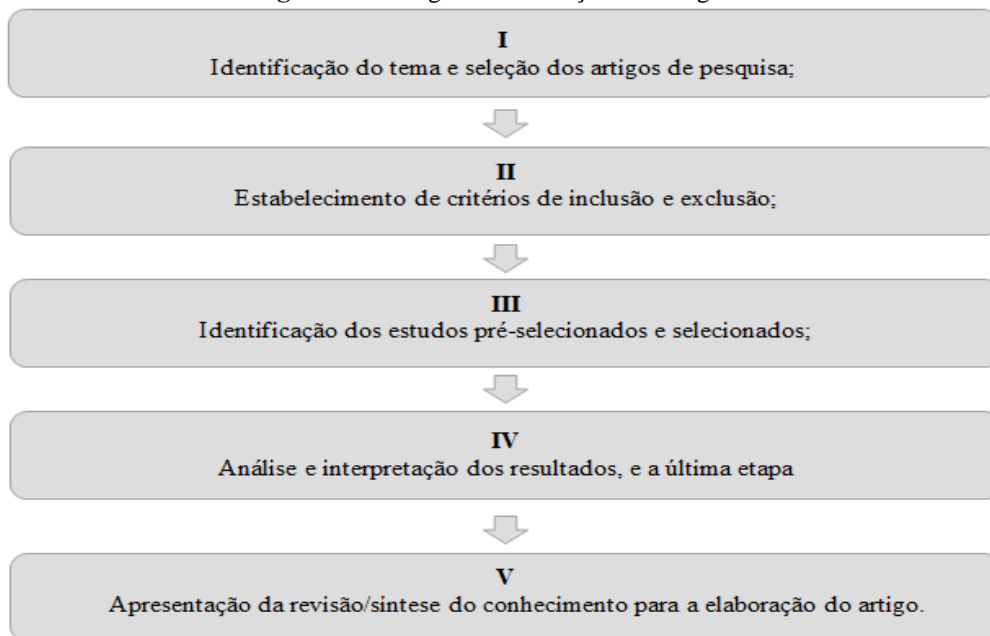 I
Identificação do tema e seleção dos artigos de pesquisa;
II
Estabelecimento de critérios de inclusão e exclusão;
III
Identificação dos estudos pré-selecionados e selecionados;
IV
Análise e interpretação dos resultados, e a última etapa
V
Apresentação da revisão/síntese do conhecimento para a elaboração do artigo.